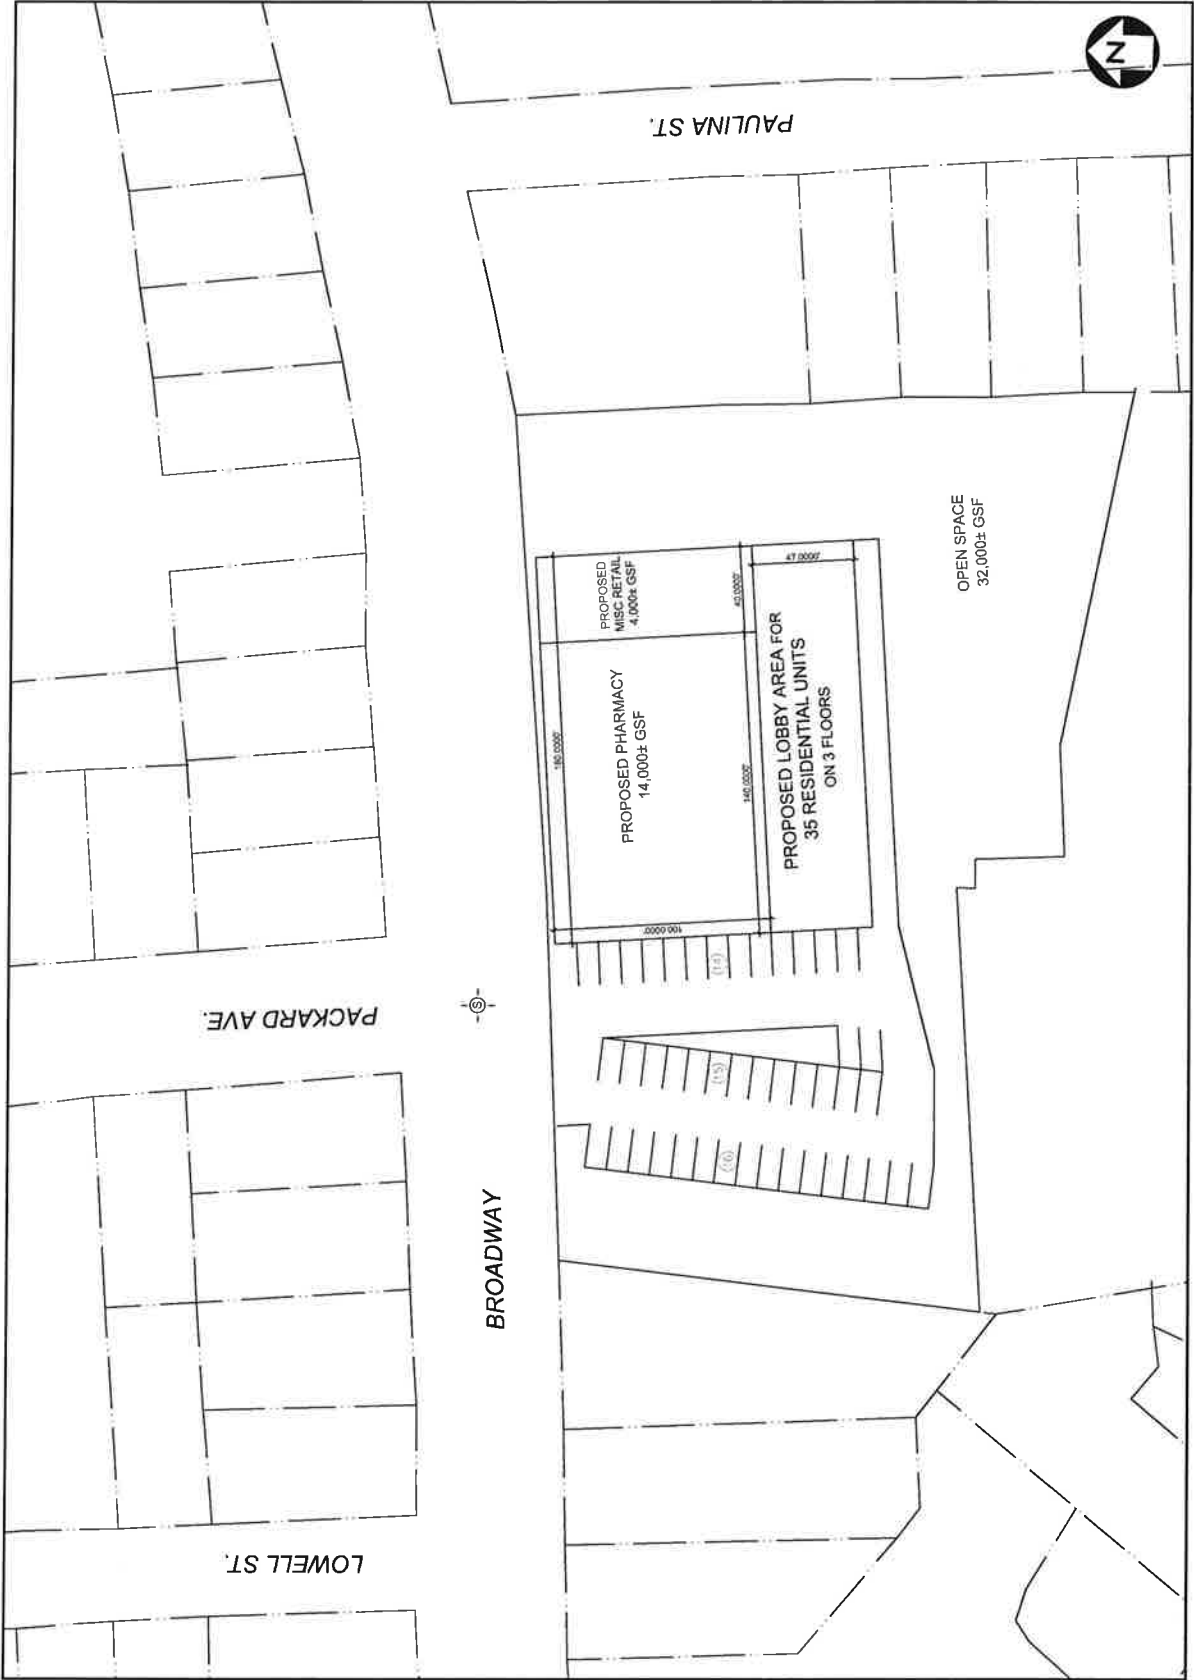 N
PAULINA ST.
PACKARD AVE.
LOWELL ST.
BROADWAY
S
180.0000'
PROPOSED PHARMACY
14,000± GSF
PROPOSED
MISC RETAIL
4,000± GSF
100.0000'
140.0000'
40.0000'
47.0000'
PROPOSED LOBBY AREA FOR
35 RESIDENTIAL UNITS
ON 3 FLOORS
OPEN SPACE
32,000± GSF
(14)
(15)
(16)